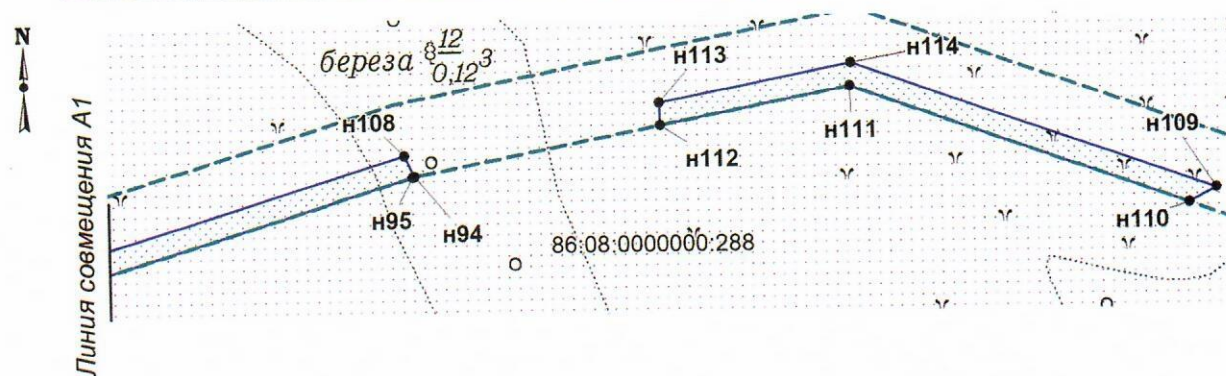 N
Линия совмещения А1
береза 8 12
0,12 3
н108
н95
н94
н113
н112
н114
н111
н109
н110
86:08:0000000:288